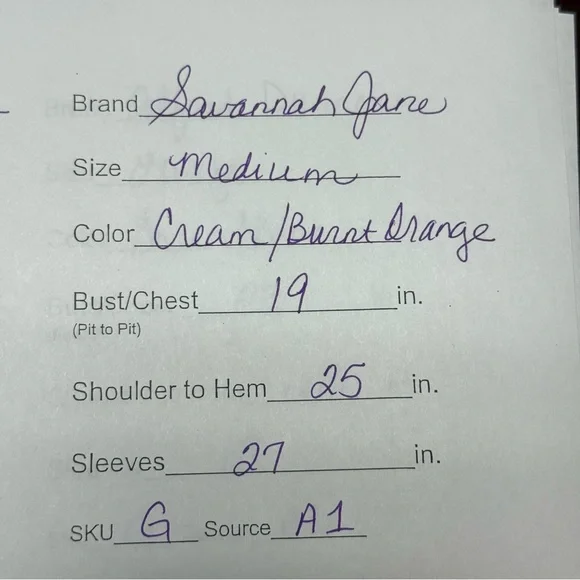 Brand Savannah Jane
Size Medium
Color Cream/Burnt Orange
Bust/Chest 19 in.
(Pit to Pit)
Shoulder to Hem 25 in.
Sleeves 27 in.
SKU G Source A1